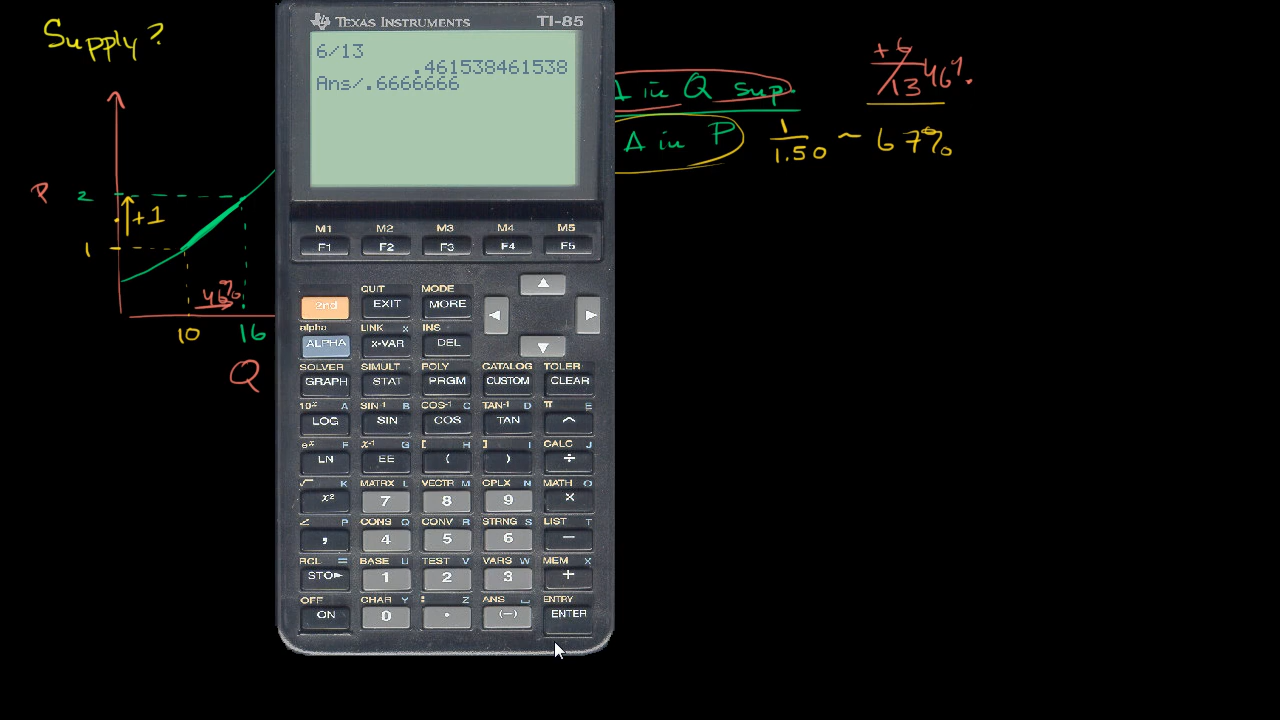 Supply?
TEXAS INSTRUMENTS TI-85
6/13
.461538461538
Ans/.6666666
Δ in Q sup.
+6
/13 46%
Δ in P
1
1.50 ~ 67%
P
2
+1
1
46%
10 16
Q
M1 M2 M3 M4 M5
F1 F2 F3 F4 F5
QUIT MODE
2nd EXIT MORE
alpha LINK x INS
ALPHA x-VAR DEL
SOLVER SIMULT POLY CATALOG TOLER
GRAPH STAT PRGM CUSTOM CLEAR
10ˣ A SIN⁻¹ B COS⁻¹ C TAN⁻¹ D π E
LOG SIN COS TAN ^
eˣ F x⁻¹ G [ H ] I CALC J
LN EE ( ) ÷
√ K MATRX L VECTR M CPLX N MATH O
x² 7 8 9 ×
∠ P CONS Q CONV R STRNG S LIST T
, 4 5 6 −
RCL = BASE U TEST V VARS W MEM X
STO► 1 2 3 +
OFF CHAR Y : Z ANS ␣ ENTRY
ON 0 . (−) ENTER